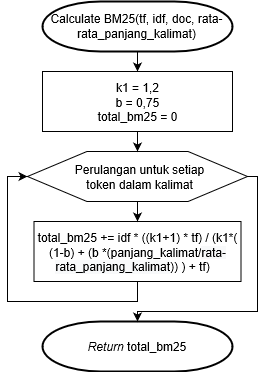 Calculate BM25(tf, idf, doc, rata-
rata_panjang_kalimat)
k1 = 1,2
b = 0,75
total_bm25 = 0
Perulangan untuk setiap
token dalam kalimat
total_bm25 += idf * ((k1+1) * tf) / (k1*(
(1-b) + (b *(panjang_kalimat/rata-
rata_panjang_kalimat)) ) + tf)
Return total_bm25